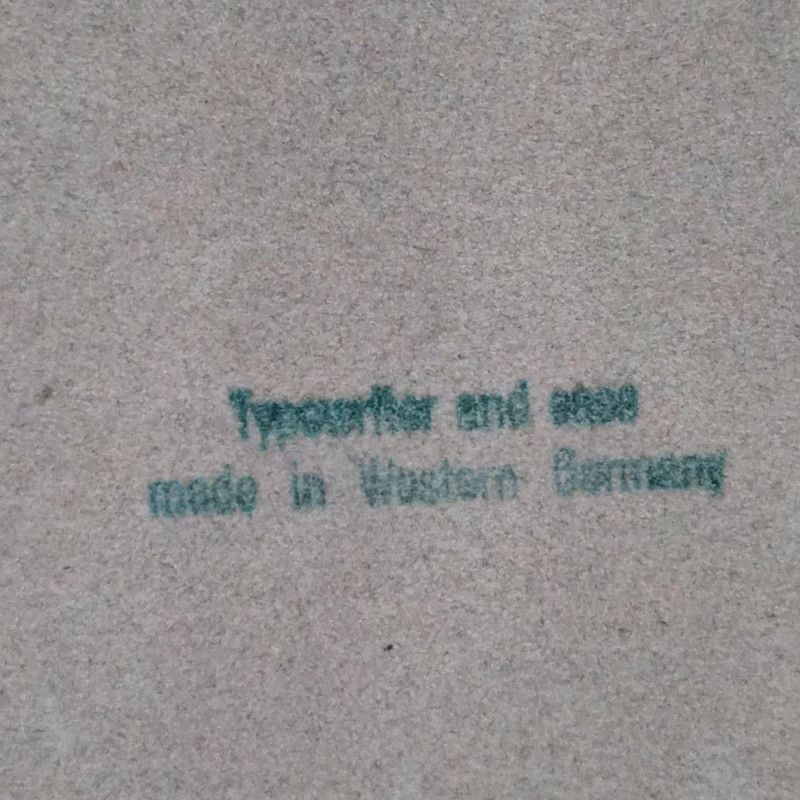 Typewriter and case
made in Western Germany